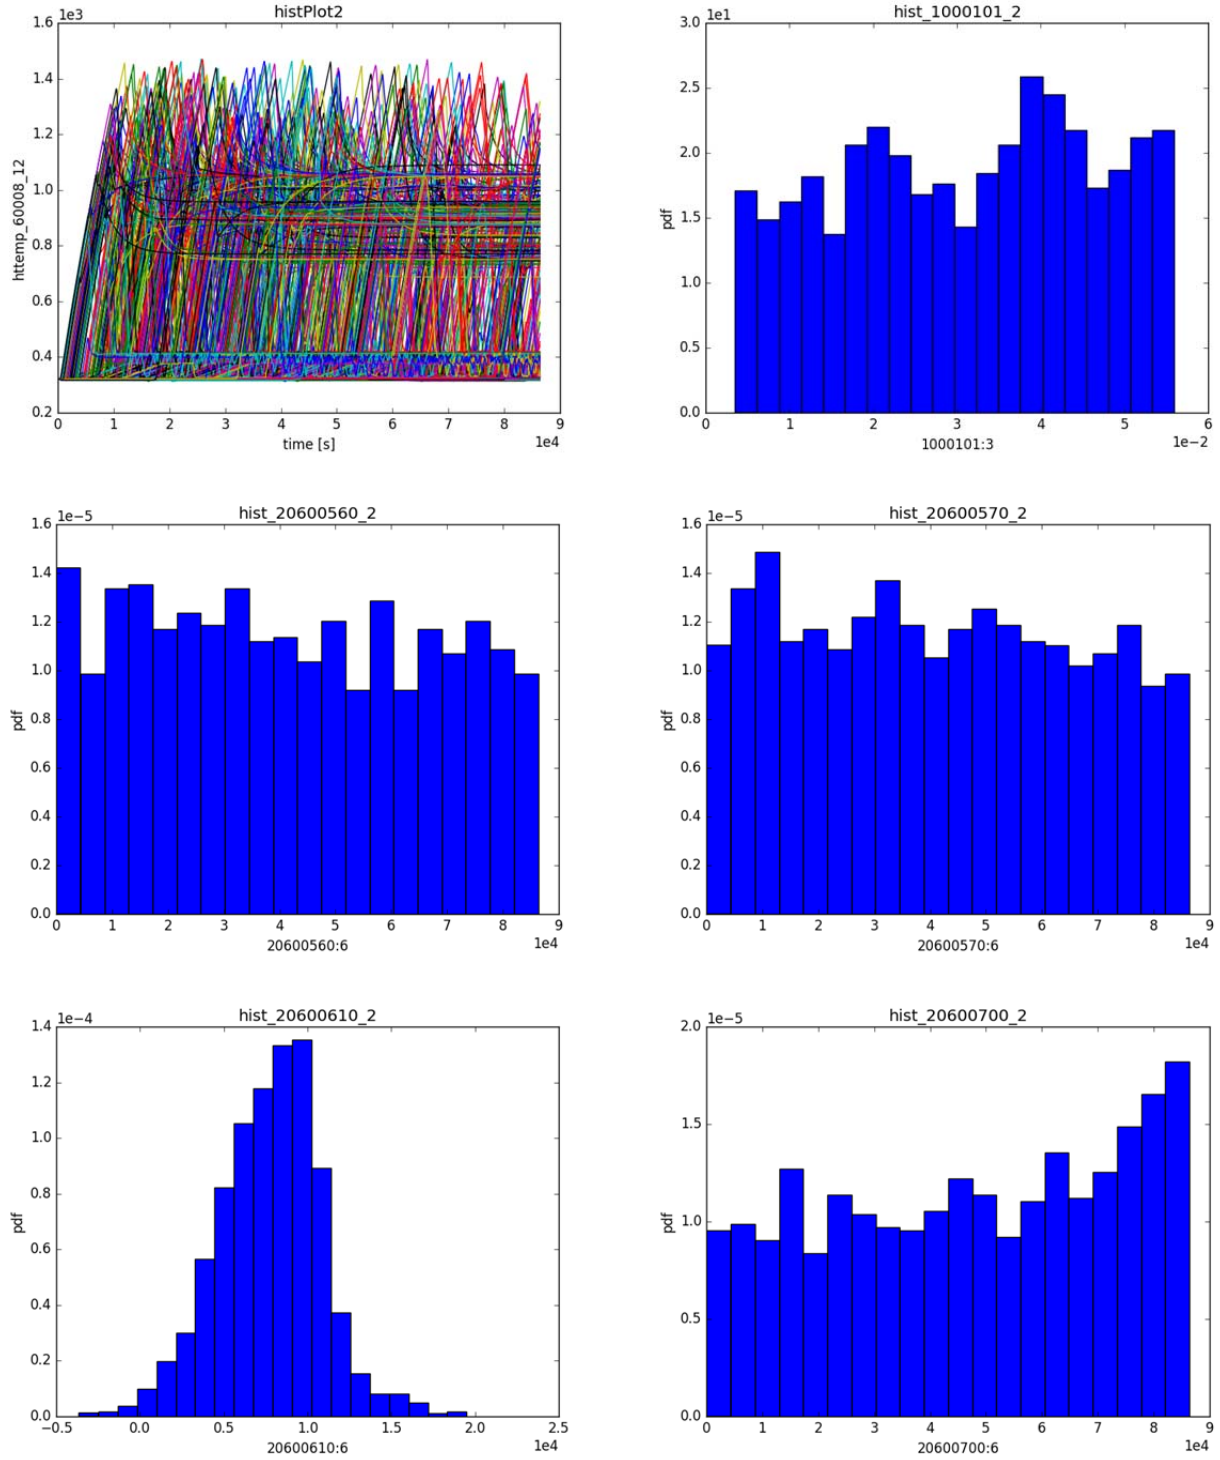 histPlot2
1.6 1e3
1.4
1.2
1.0
0.8
0.6
0.4
0.2
httemp_60008_12
0 1 2 3 4 5 6 7 8 9
time [s]
1e4
hist_1000101_2
3.0 1e1
2.5
2.0
1.5
1.0
0.5
0.0
pdf
0 1 2 3 4 5 6
1000101:3
1e−2
hist_20600560_2
1.6 1e−5
1.4
1.2
1.0
0.8
0.6
0.4
0.2
0.0
pdf
0 1 2 3 4 5 6 7 8 9
20600560:6
1e4
hist_20600570_2
1.6 1e−5
1.4
1.2
1.0
0.8
0.6
0.4
0.2
0.0
pdf
0 1 2 3 4 5 6 7 8 9
20600570:6
1e4
hist_20600610_2
1.4 1e−4
1.2
1.0
0.8
0.6
0.4
0.2
0.0
pdf
−0.5 0.0 0.5 1.0 1.5 2.0 2.5
20600610:6
1e4
hist_20600700_2
2.0 1e−5
1.5
1.0
0.5
0.0
pdf
0 1 2 3 4 5 6 7 8 9
20600700:6
1e4